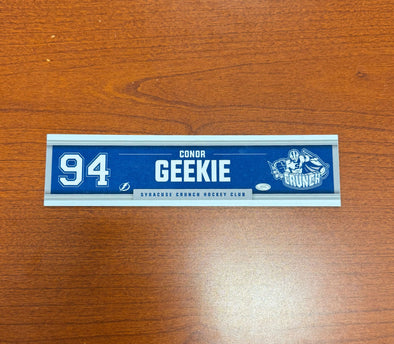 94
CONOR
GEEKIE
SYRACUSE CRUNCH HOCKEY CLUB
CRUNCH